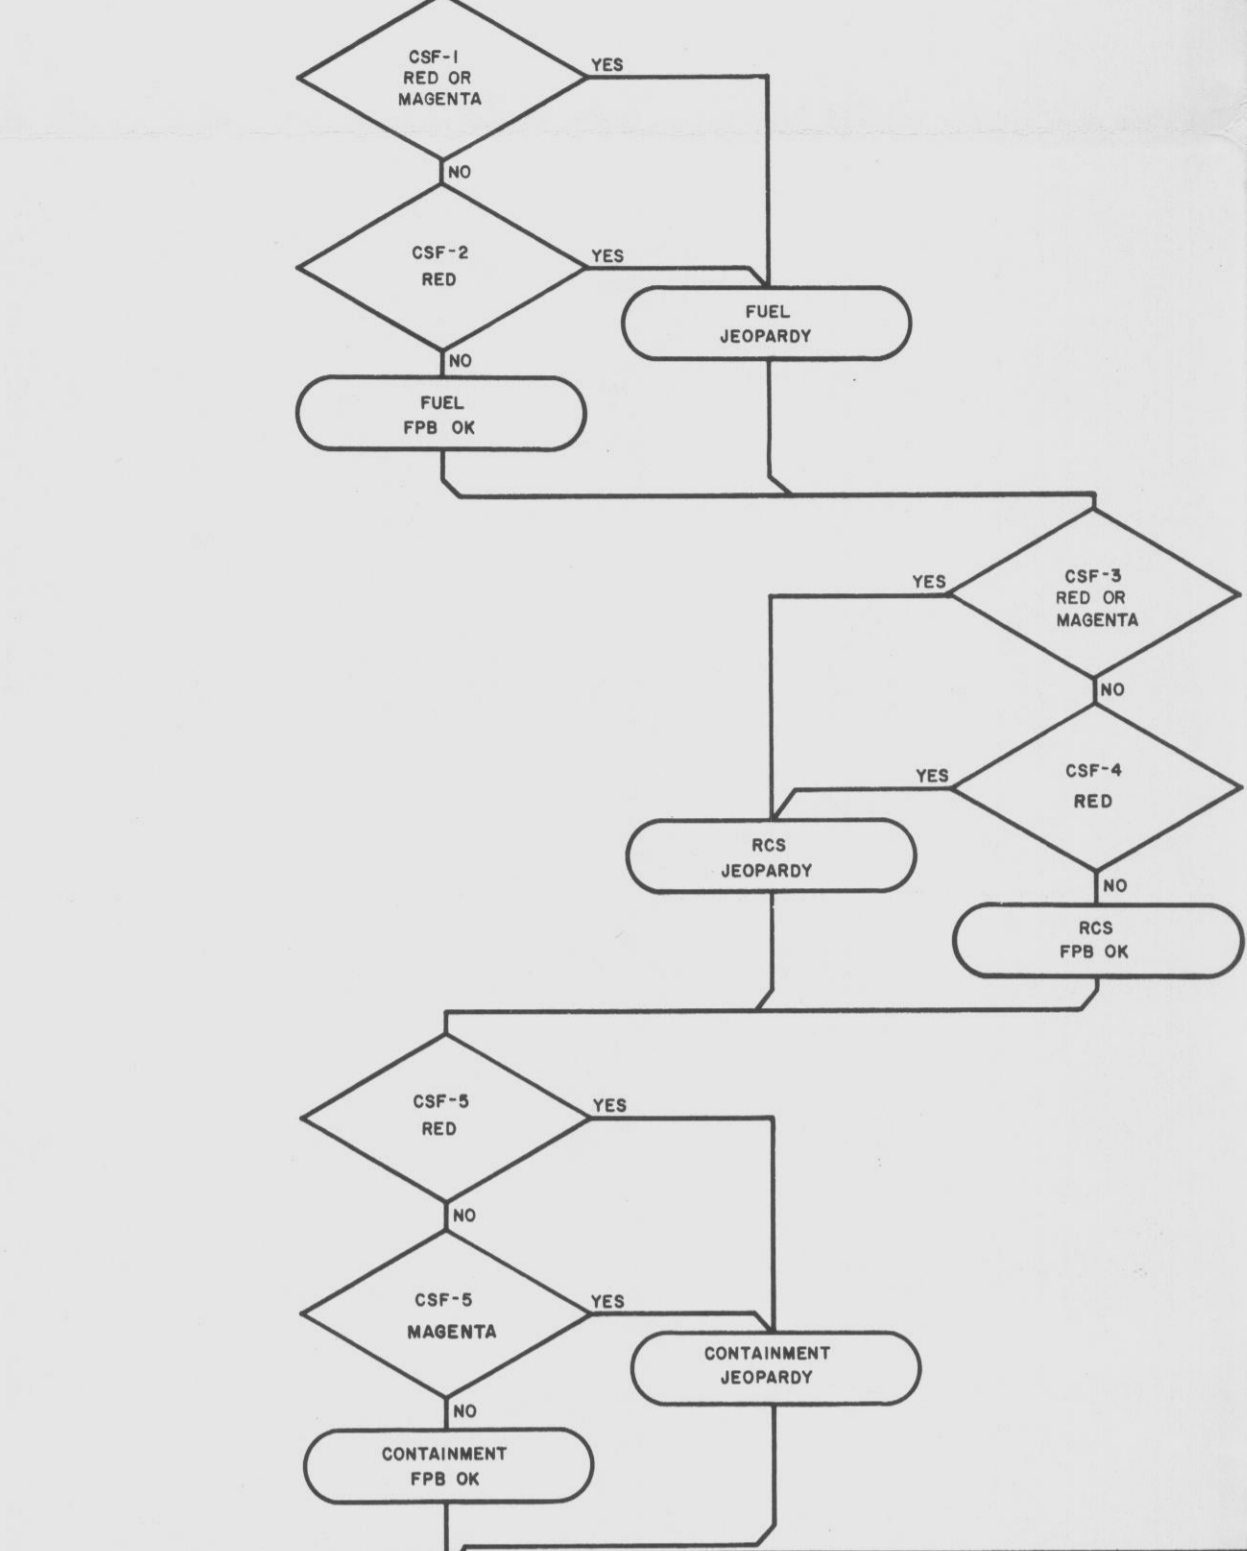 CSF-1
RED OR
MAGENTA
YES
NO
CSF-2
RED
YES
FUEL
JEOPARDY
NO
FUEL
FPB OK
CSF-3
RED OR
MAGENTA
YES
NO
CSF-4
RED
YES
RCS
JEOPARDY
NO
RCS
FPB OK
CSF-5
RED
YES
NO
CSF-5
MAGENTA
YES
CONTAINMENT
JEOPARDY
NO
CONTAINMENT
FPB OK